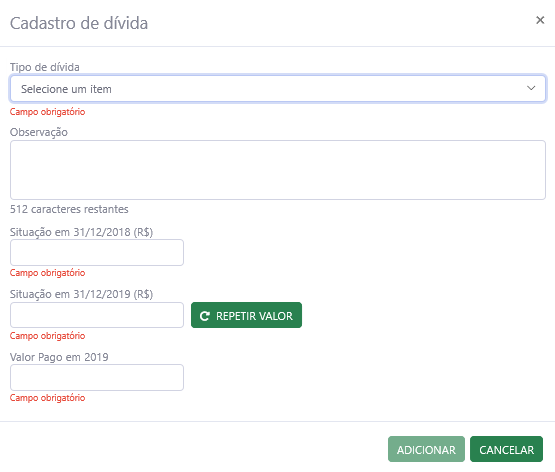 Cadastro de dívida
×
Tipo de dívida
Selecione um item
Campo obrigatório
Observação
512 caracteres restantes
Situação em 31/12/2018 (R$)
Campo obrigatório
Situação em 31/12/2019 (R$)
REPETIR VALOR
Campo obrigatório
Valor Pago em 2019
Campo obrigatório
ADICIONAR CANCELAR